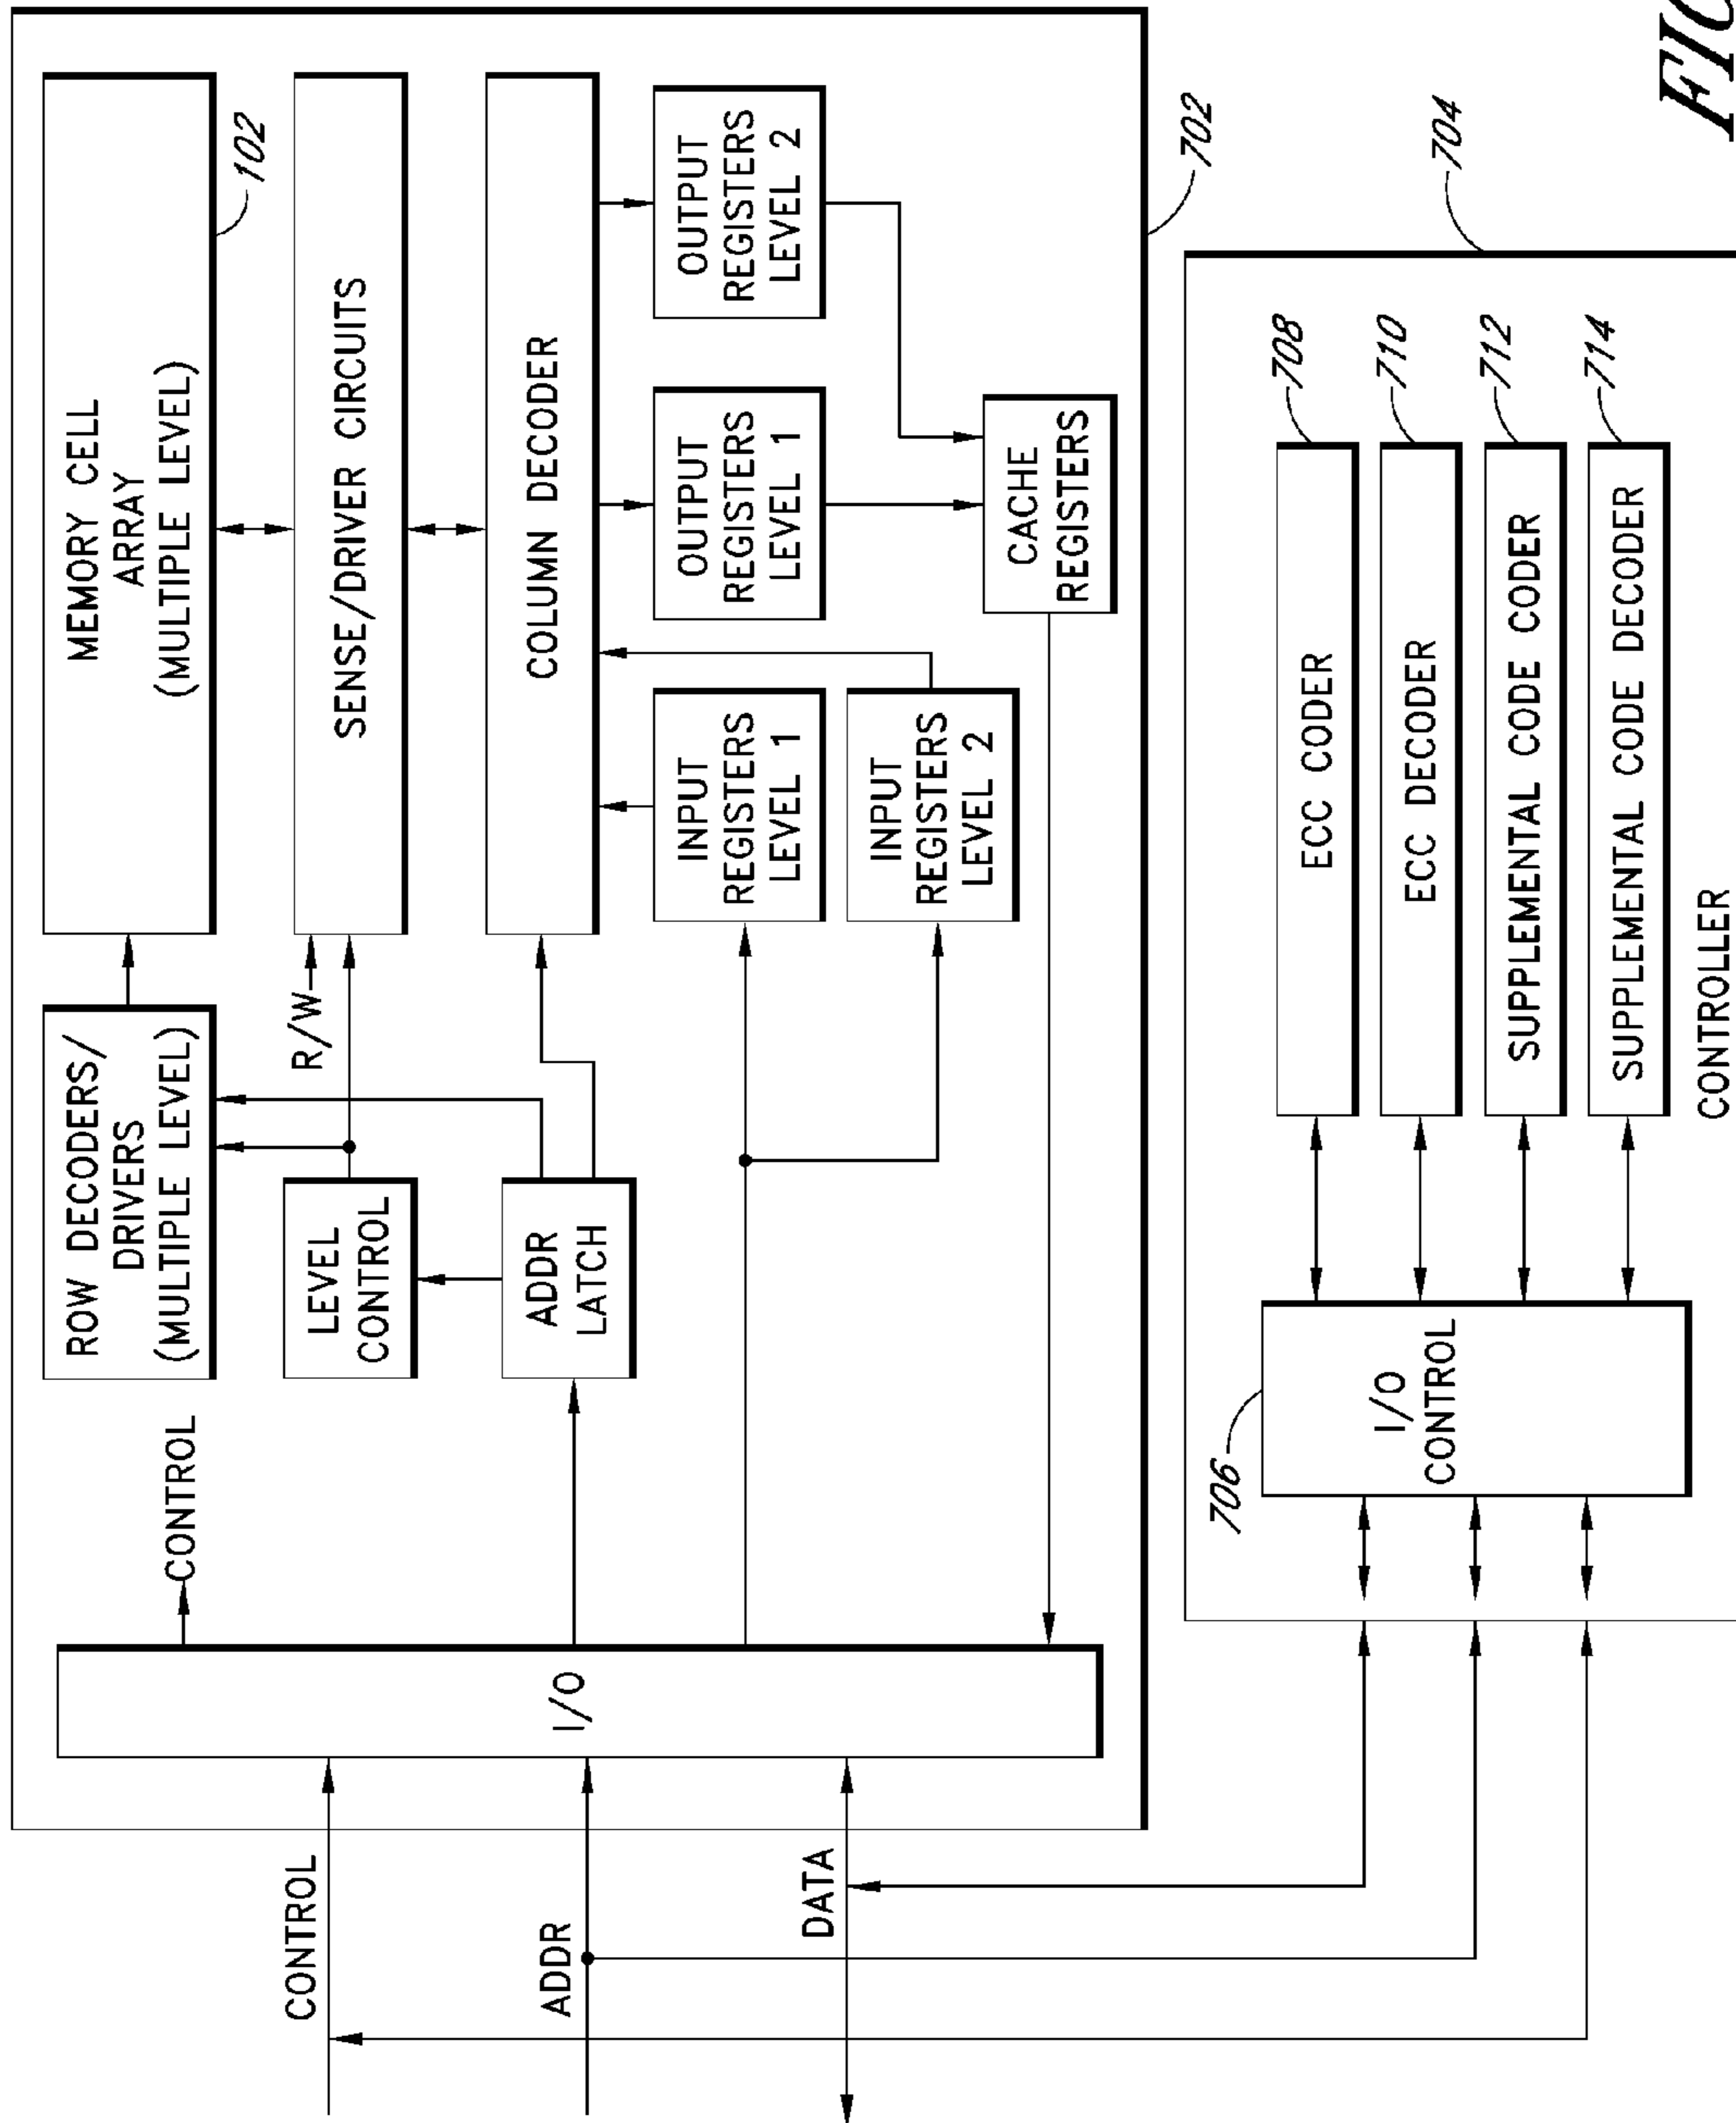 MEMORY CELL
ARRAY
(MULTIPLE LEVEL)
102
ROW DECODERS/
DRIVERS
(MULTIPLE LEVEL)
CONTROL
SENSE/DRIVER CIRCUITS
R/W
LEVEL
CONTROL
COLUMN DECODER
ADDR
LATCH
I/O
CONTROL
ADDR
DATA
INPUT
REGISTERS
LEVEL 1
OUTPUT
REGISTERS
LEVEL 1
OUTPUT
REGISTERS
LEVEL 2
INPUT
REGISTERS
LEVEL 2
CACHE
REGISTERS
702
704
706
I/O
CONTROL
ECC CODER
708
ECC DECODER
710
SUPPLEMENTAL CODE CODER
712
SUPPLEMENTAL CODE DECODER
714
CONTROLLER